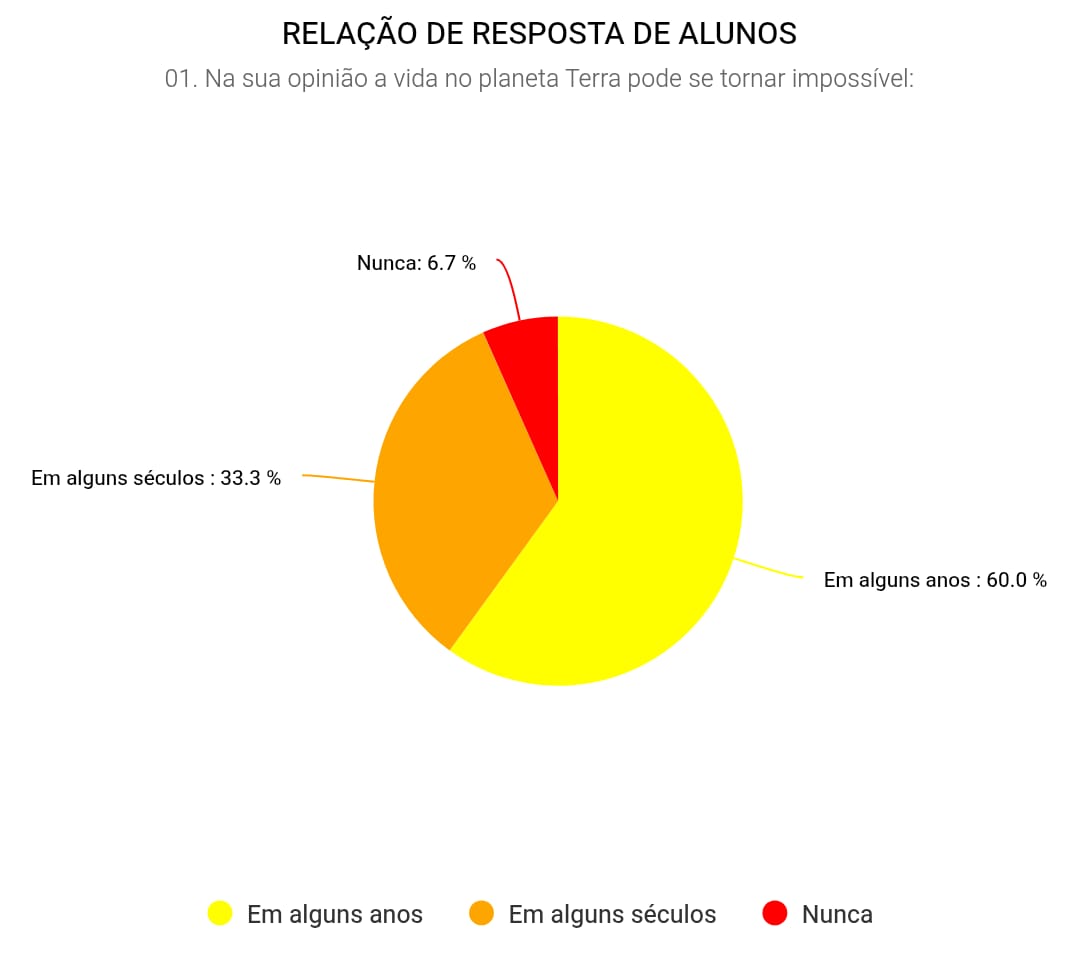 RELAÇÃO DE RESPOSTA DE ALUNOS
01. Na sua opinião a vida no planeta Terra pode se tornar impossível:
Nunca: 6.7 %
Em alguns séculos : 33.3 %
Em alguns anos : 60.0 %
Em alguns anos
Em alguns séculos
Nunca